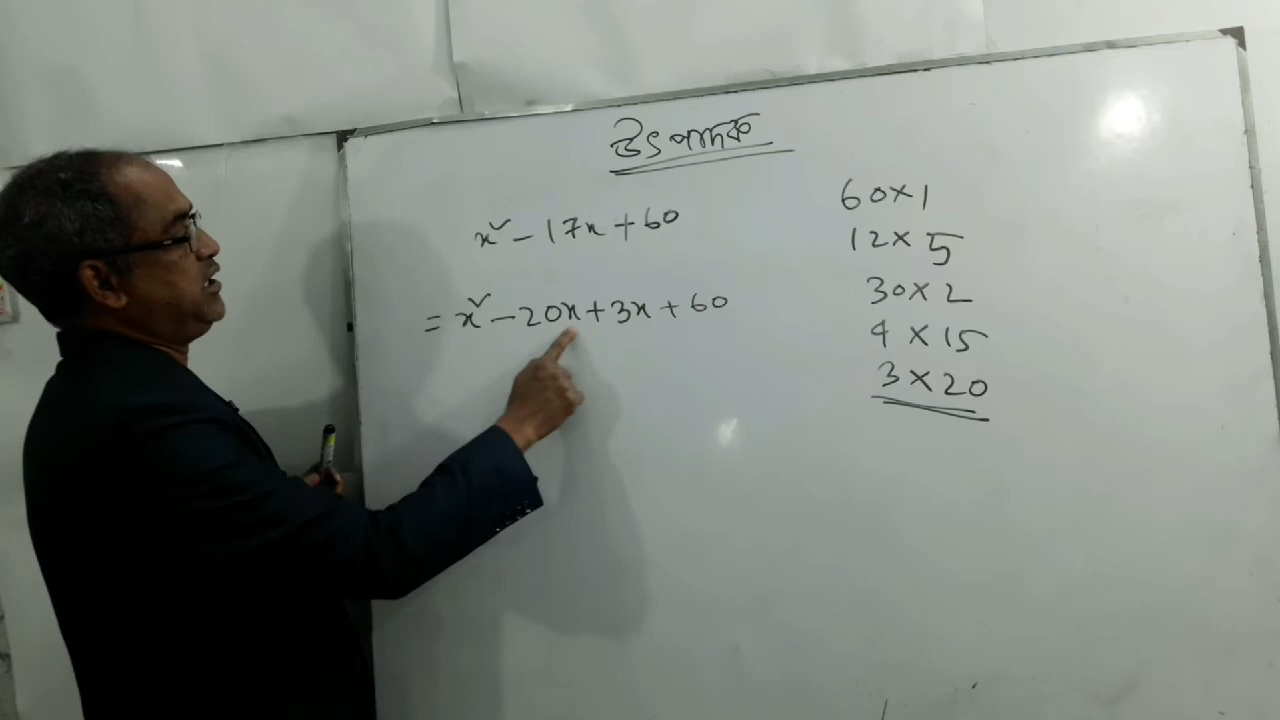 উৎপাদক
x² - 17x + 60
= x² - 20x + 3x + 60
60 × 1
12 × 5
30 × 2
4 × 15
3 × 20